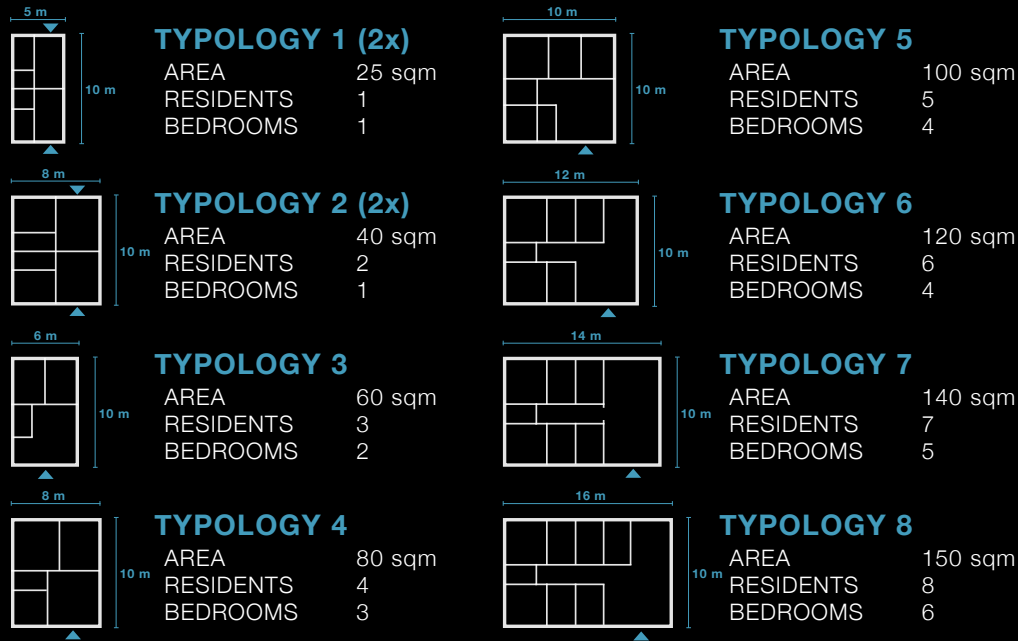 5 m
10 m
TYPOLOGY 1 (2x)
AREA 25 sqm
RESIDENTS 1
BEDROOMS 1
8 m
10 m
TYPOLOGY 2 (2x)
AREA 40 sqm
RESIDENTS 2
BEDROOMS 1
6 m
10 m
TYPOLOGY 3
AREA 60 sqm
RESIDENTS 3
BEDROOMS 2
8 m
10 m
TYPOLOGY 4
AREA 80 sqm
RESIDENTS 4
BEDROOMS 3
10 m
10 m
TYPOLOGY 5
AREA 100 sqm
RESIDENTS 5
BEDROOMS 4
12 m
10 m
TYPOLOGY 6
AREA 120 sqm
RESIDENTS 6
BEDROOMS 4
14 m
10 m
TYPOLOGY 7
AREA 140 sqm
RESIDENTS 7
BEDROOMS 5
16 m
10 m
TYPOLOGY 8
AREA 150 sqm
RESIDENTS 8
BEDROOMS 6